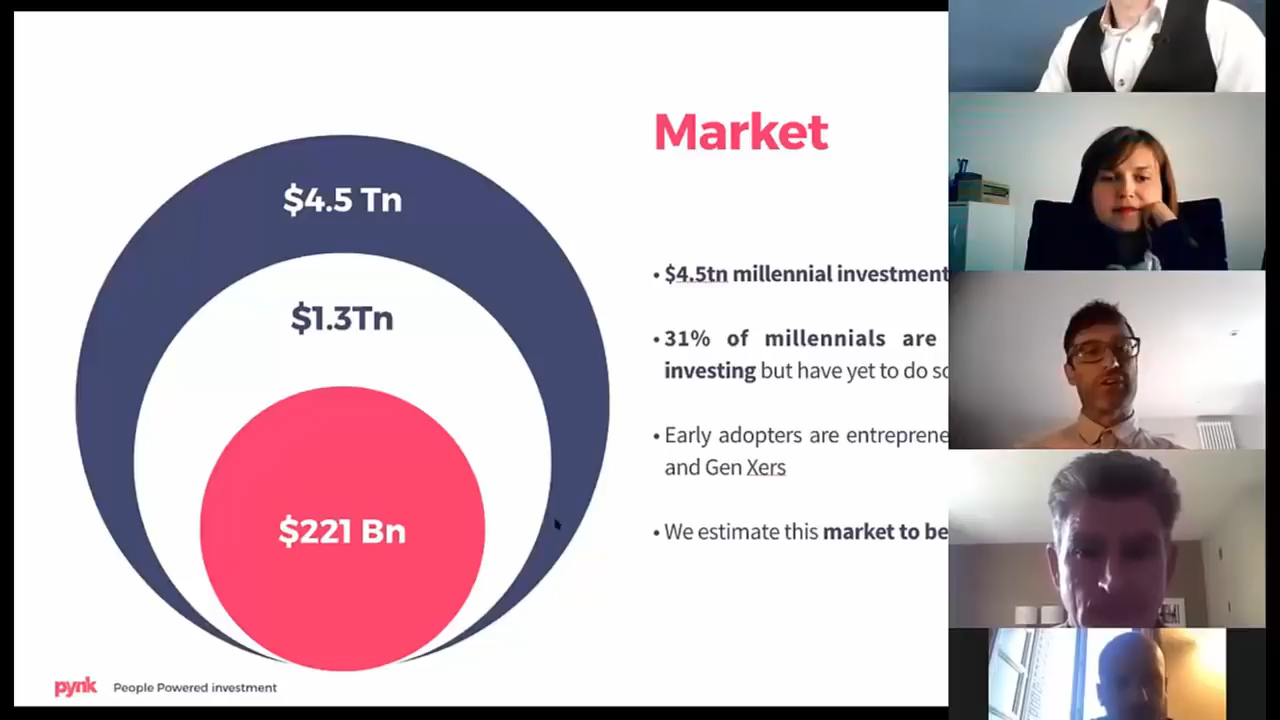 Market
$4.5 Tn
$1.3Tn
$221 Bn
• $4.5tn millennial investment
• 31% of millennials are
investing but have yet to do
• Early adopters are
and Gen Xers
• We estimate this market to be
pynk
People Powered investment